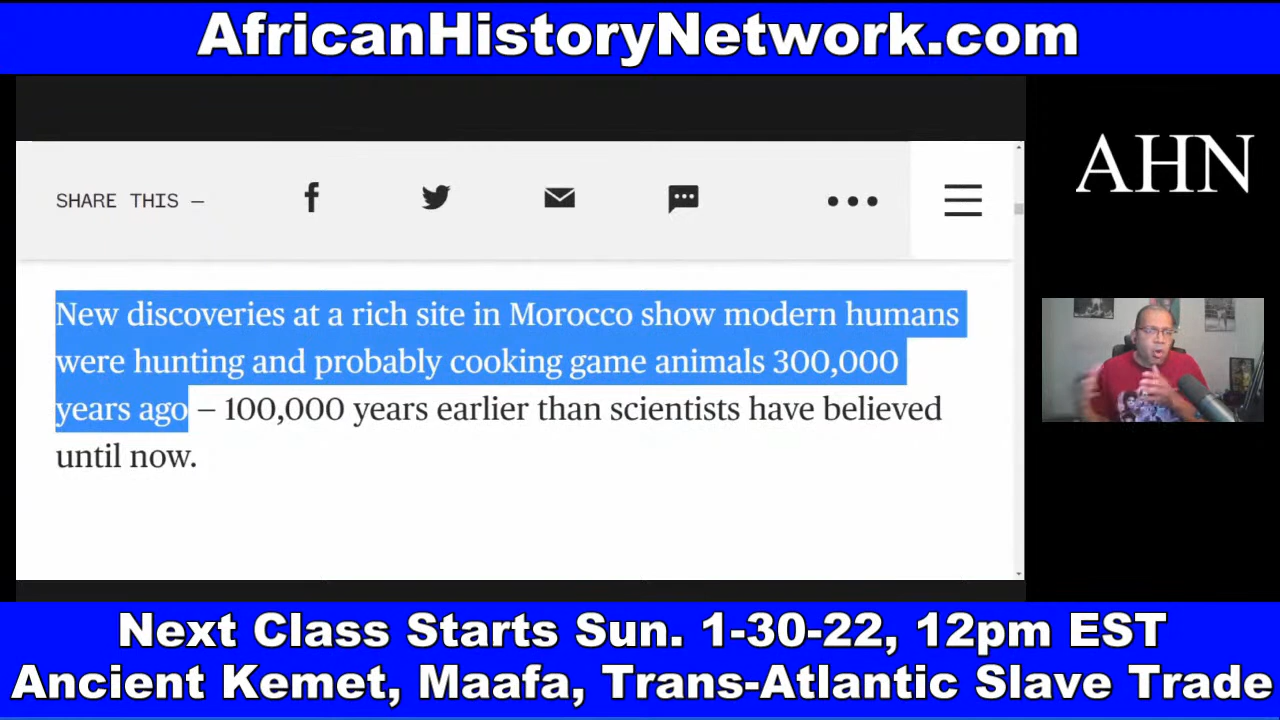 AfricanHistoryNetwork.com
AHN
SHARE THIS –
New discoveries at a rich site in Morocco show modern humans
were hunting and probably cooking game animals 300,000
years ago – 100,000 years earlier than scientists have believed
until now.
Next Class Starts Sun. 1-30-22, 12pm EST
Ancient Kemet, Maafa, Trans-Atlantic Slave Trade